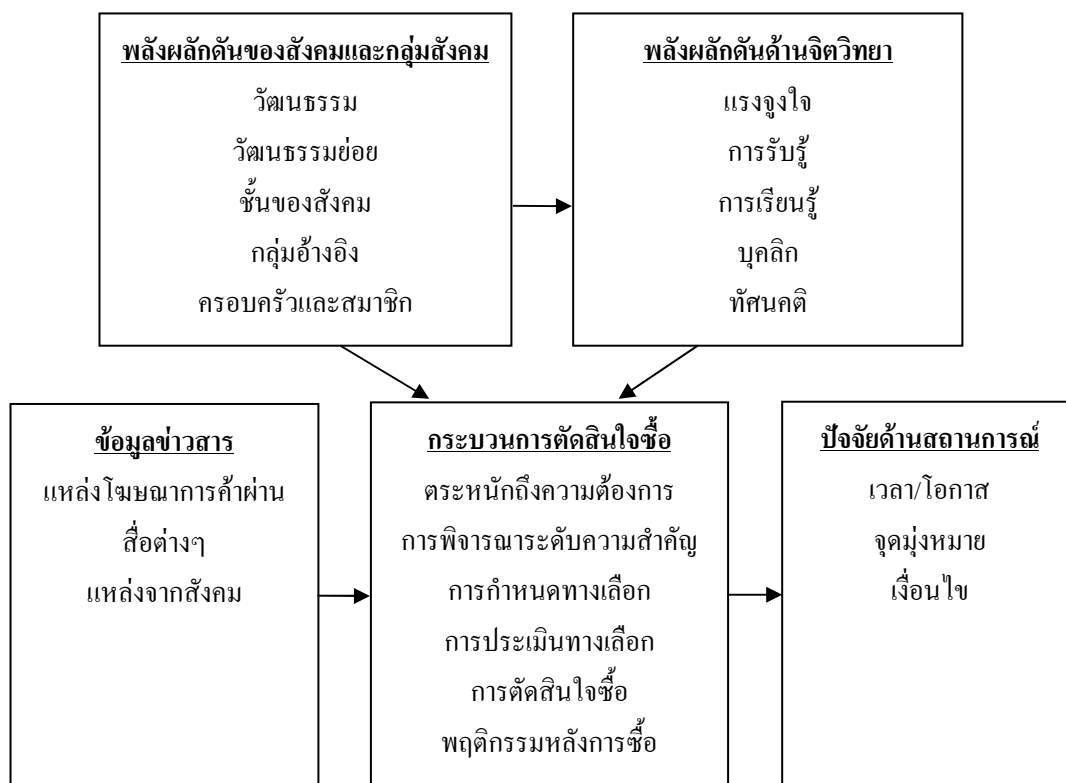 พลังผลักดันของสังคมและกลุ่มสังคม
วัฒนธรรม
วัฒนธรรมย่อย
ชั้นของสังคม
กลุ่มอ้างอิง
ครอบครัวและสมาชิก
พลังผลักดันด้านจิตวิทยา
แรงจูงใจ
การรับรู้
การเรียนรู้
บุคลิก
ทัศนคติ
ข้อมูลข่าวสาร
แหล่งโฆษณาการค้าผ่าน
สื่อต่างๆ
แหล่งจากสังคม
กระบวนการตัดสินใจซื้อ
ตระหนักถึงความต้องการ
การพิจารณาระดับความสำคัญ
การกำหนดทางเลือก
การประเมินทางเลือก
การตัดสินใจซื้อ
พฤติกรรมหลังการซื้อ
ปัจจัยด้านสถานการณ์
เวลา/โอกาส
จุดมุ่งหมาย
เงื่อนไข